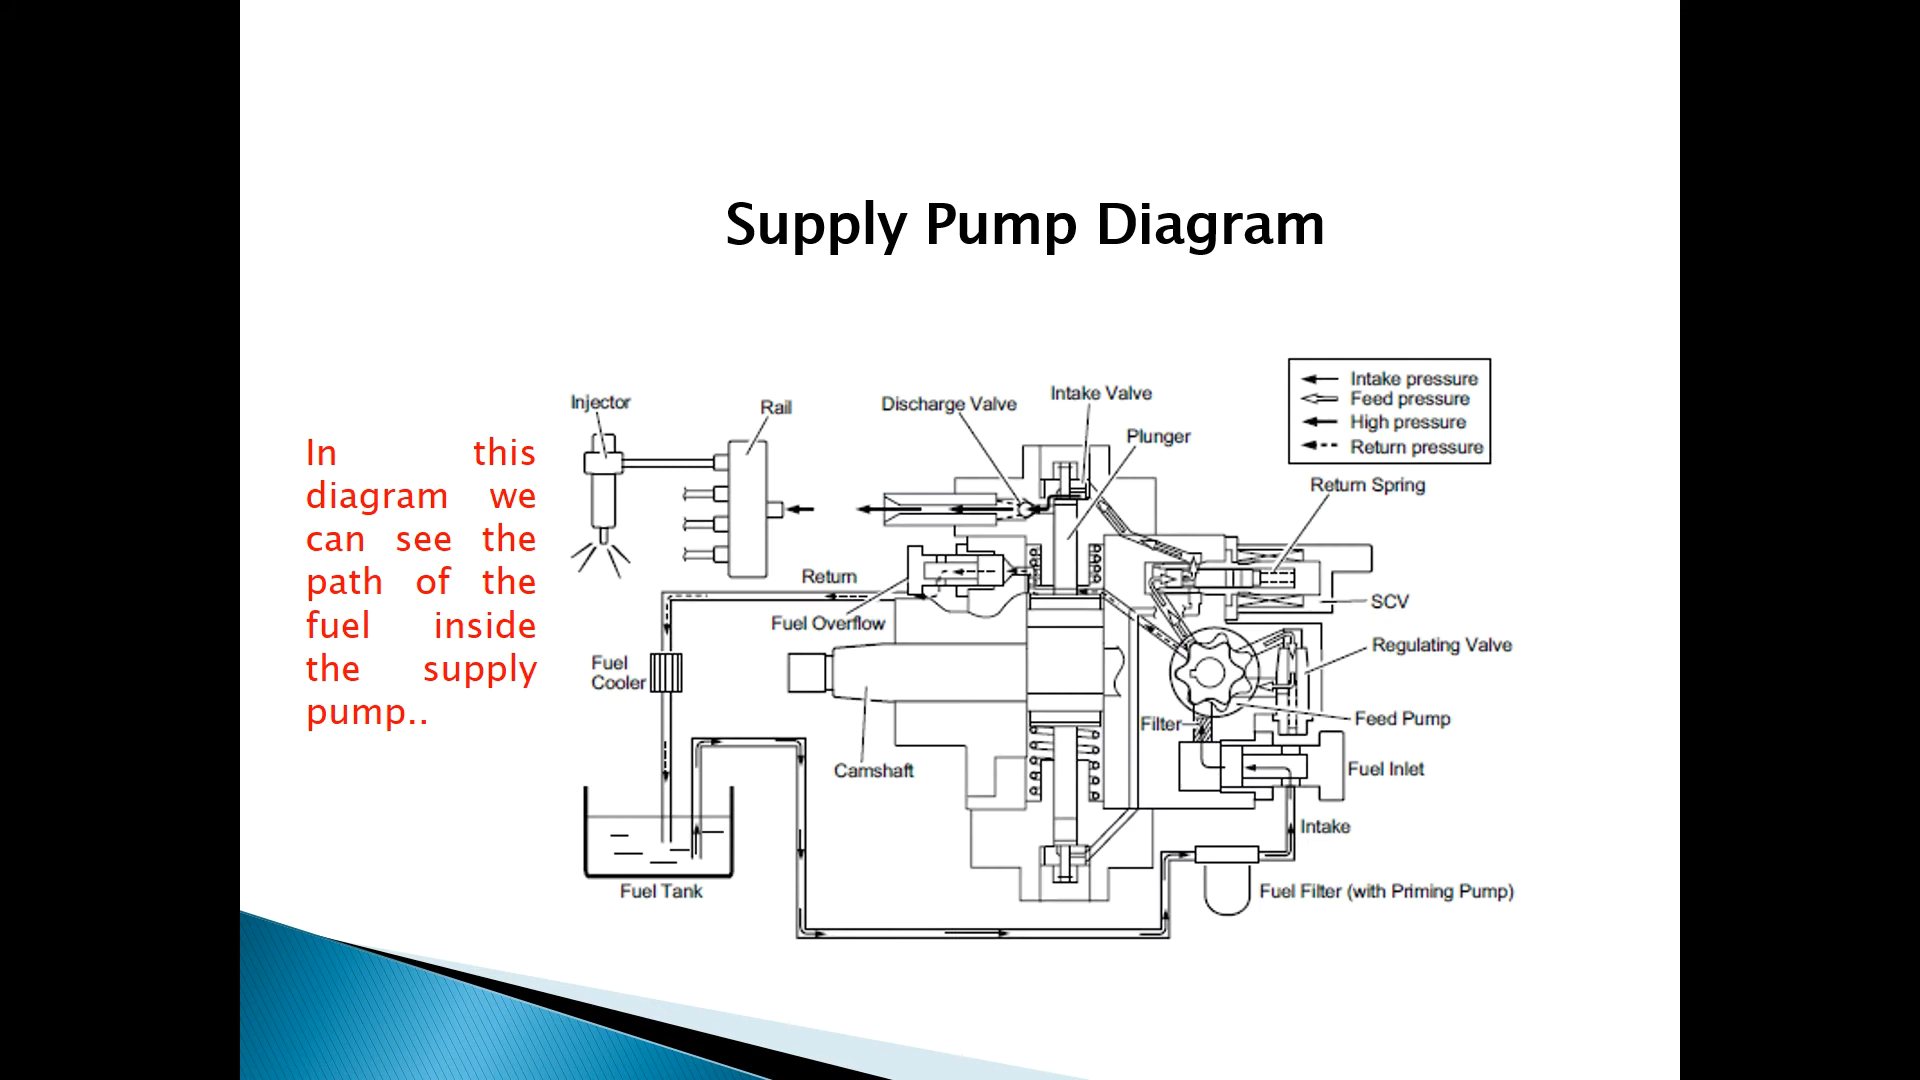 Supply Pump Diagram
In this
diagram we
can see the
path of the
fuel inside
the supply
pump..
Injector
Rail
Discharge Valve
Intake Valve
Plunger
Intake pressure
Feed pressure
High pressure
Return pressure
Return Spring
Return
Fuel Overflow
SCV
Regulating Valve
Fuel
Cooler
Feed Pump
Filter
Camshaft
Fuel Inlet
Intake
Fuel Tank
Fuel Filter (with Priming Pump)